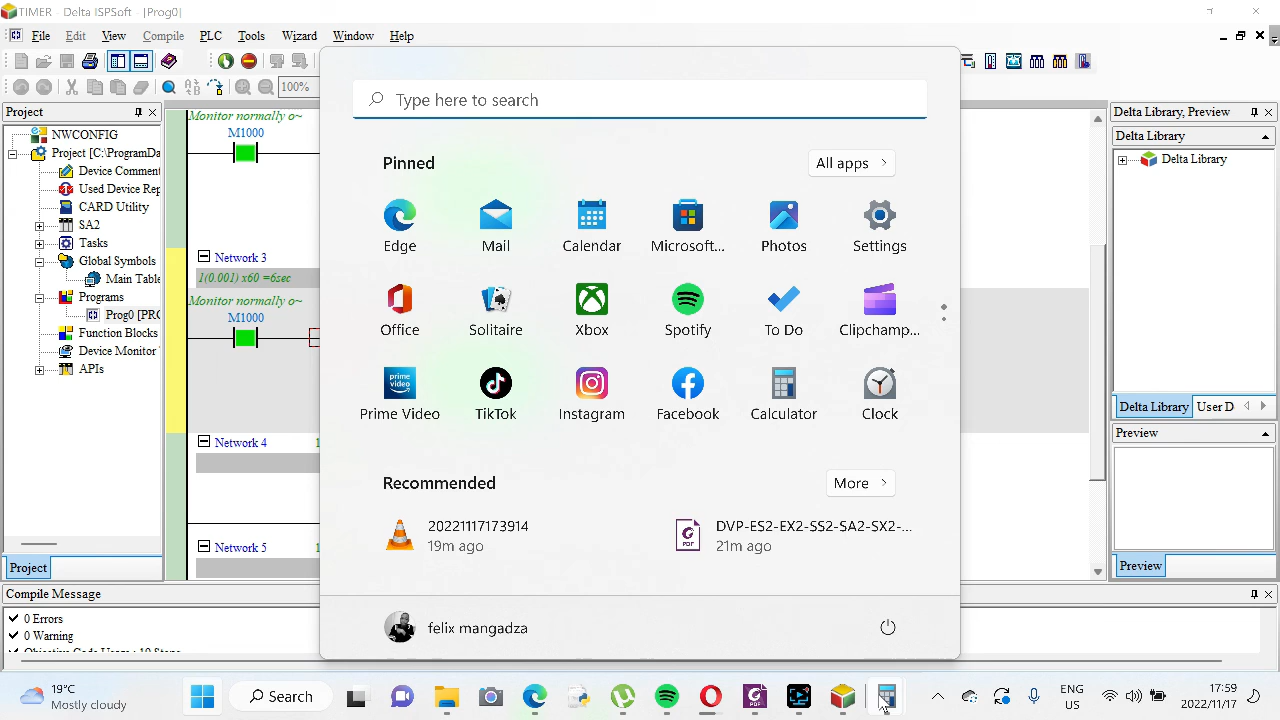 TIMER - Delta ISPSoft - [Prog0]
File Edit View Compile PLC Tools Wizard Window Help
100%
Project
NWCONFIG
Project [C:\ProgramDa
Device Comment
Used Device Rep
CARD Utility
SA2
Tasks
Global Symbols
Main Table
Programs
Prog0 [PRC
Function Blocks
Device Monitor
APIs
Project
Monitor normally o~
M1000
Network 3
1(0.001) x60 =6sec
Monitor normally o~
M1000
Network 4
Network 5
Type here to search
Pinned
All apps
Edge Mail Calendar Microsoft... Photos Settings
Office Solitaire Xbox Spotify To Do Clipchamp...
Prime Video TikTok Instagram Facebook Calculator Clock
Recommended
More
20221117173914
19m ago
DVP-ES2-EX2-SS2-SA2-SX2-...
21m ago
felix mangadza
Delta Library, Preview
Delta Library
Delta Library
Delta Library User D
Preview
Preview
Compile Message
0 Errors
0 Warning
19°C
Mostly cloudy
Search
ENG
US
17:53
2022/11/17